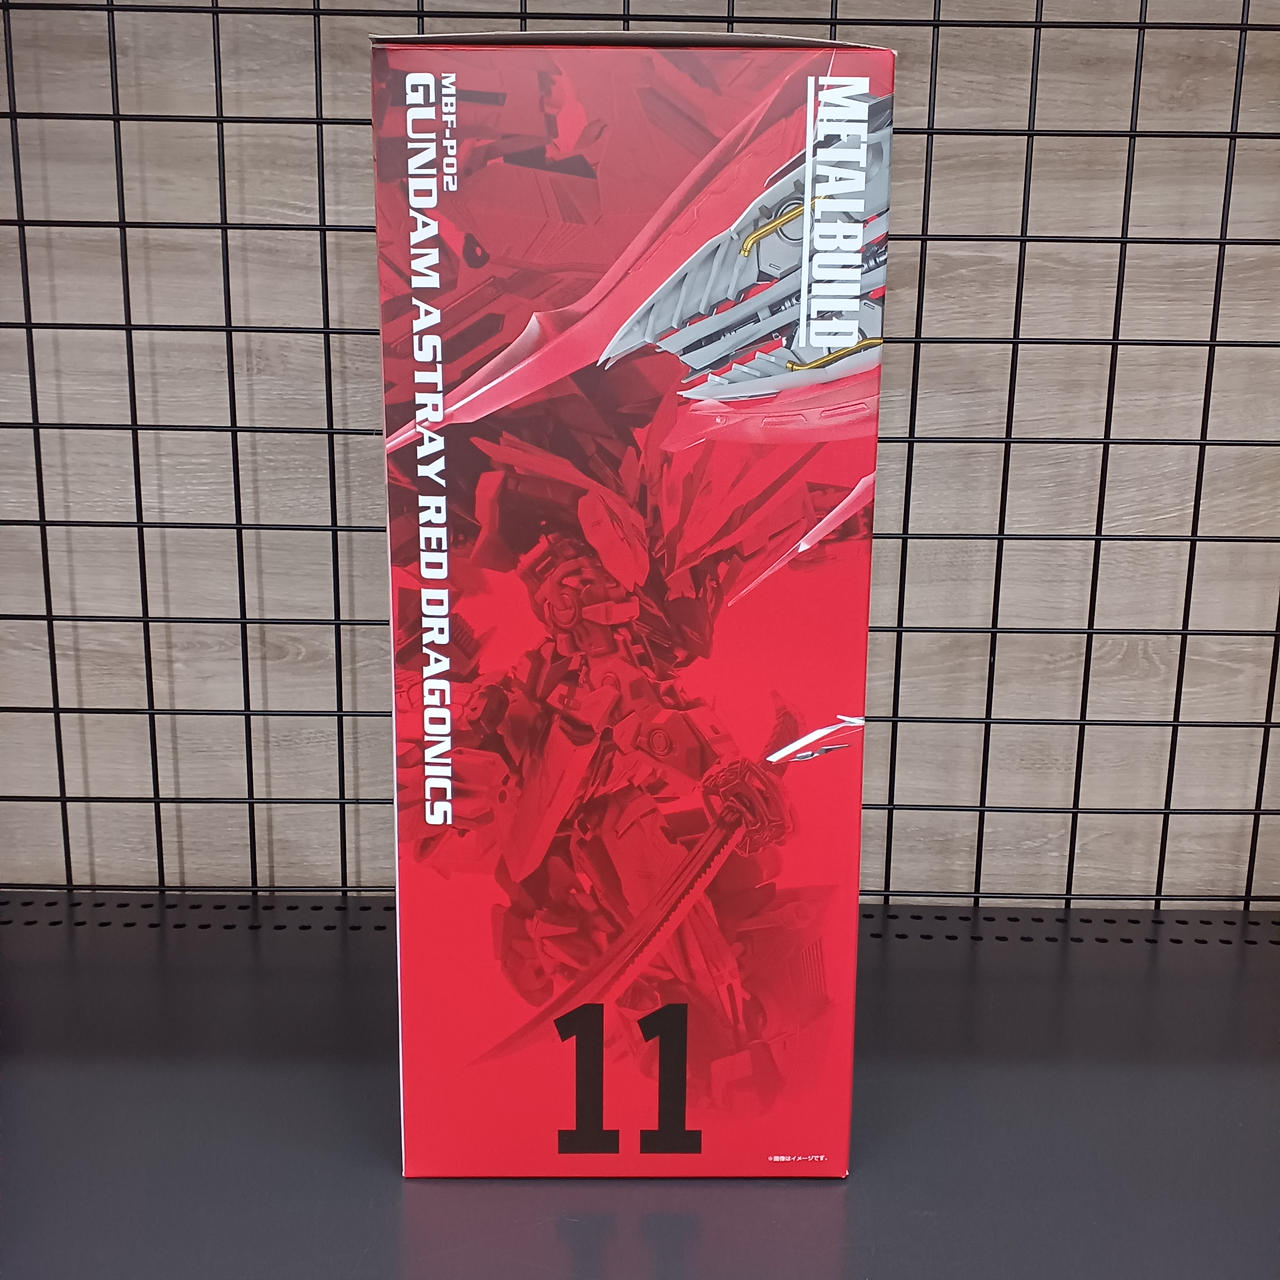 METAL BUILD
MBF-P02
GUNDAM ASTRAY RED DRAGONICS
11
※画像はイメージです。